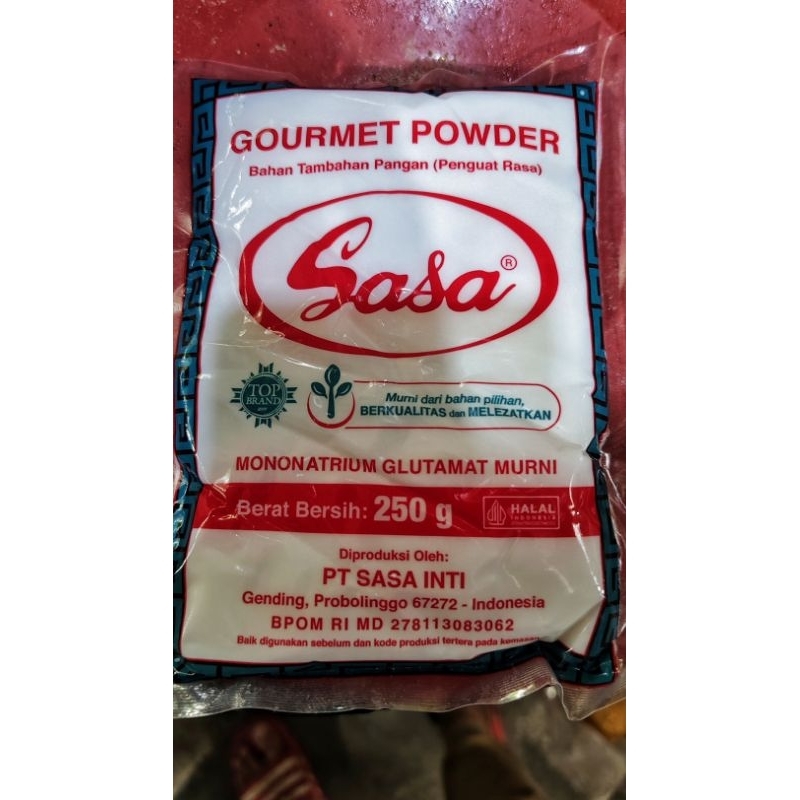 GOURMET POWDER
Bahan Tambahan Pangan (Penguat Rasa)
Sasa®
TOP
BRAND
Murni dari bahan pilihan,
BERKUALITAS dan MELEZATKAN
MONONATRIUM GLUTAMAT MURNI
Berat Bersih: 250 g
HALAL
INDONESIA
Diproduksi Oleh:
PT SASA INTI
Gending, Probolinggo 67272 - Indonesia
BPOM RI MD 278113083062
Baik digunakan sebelum dan kode produksi tertera pada kemasan